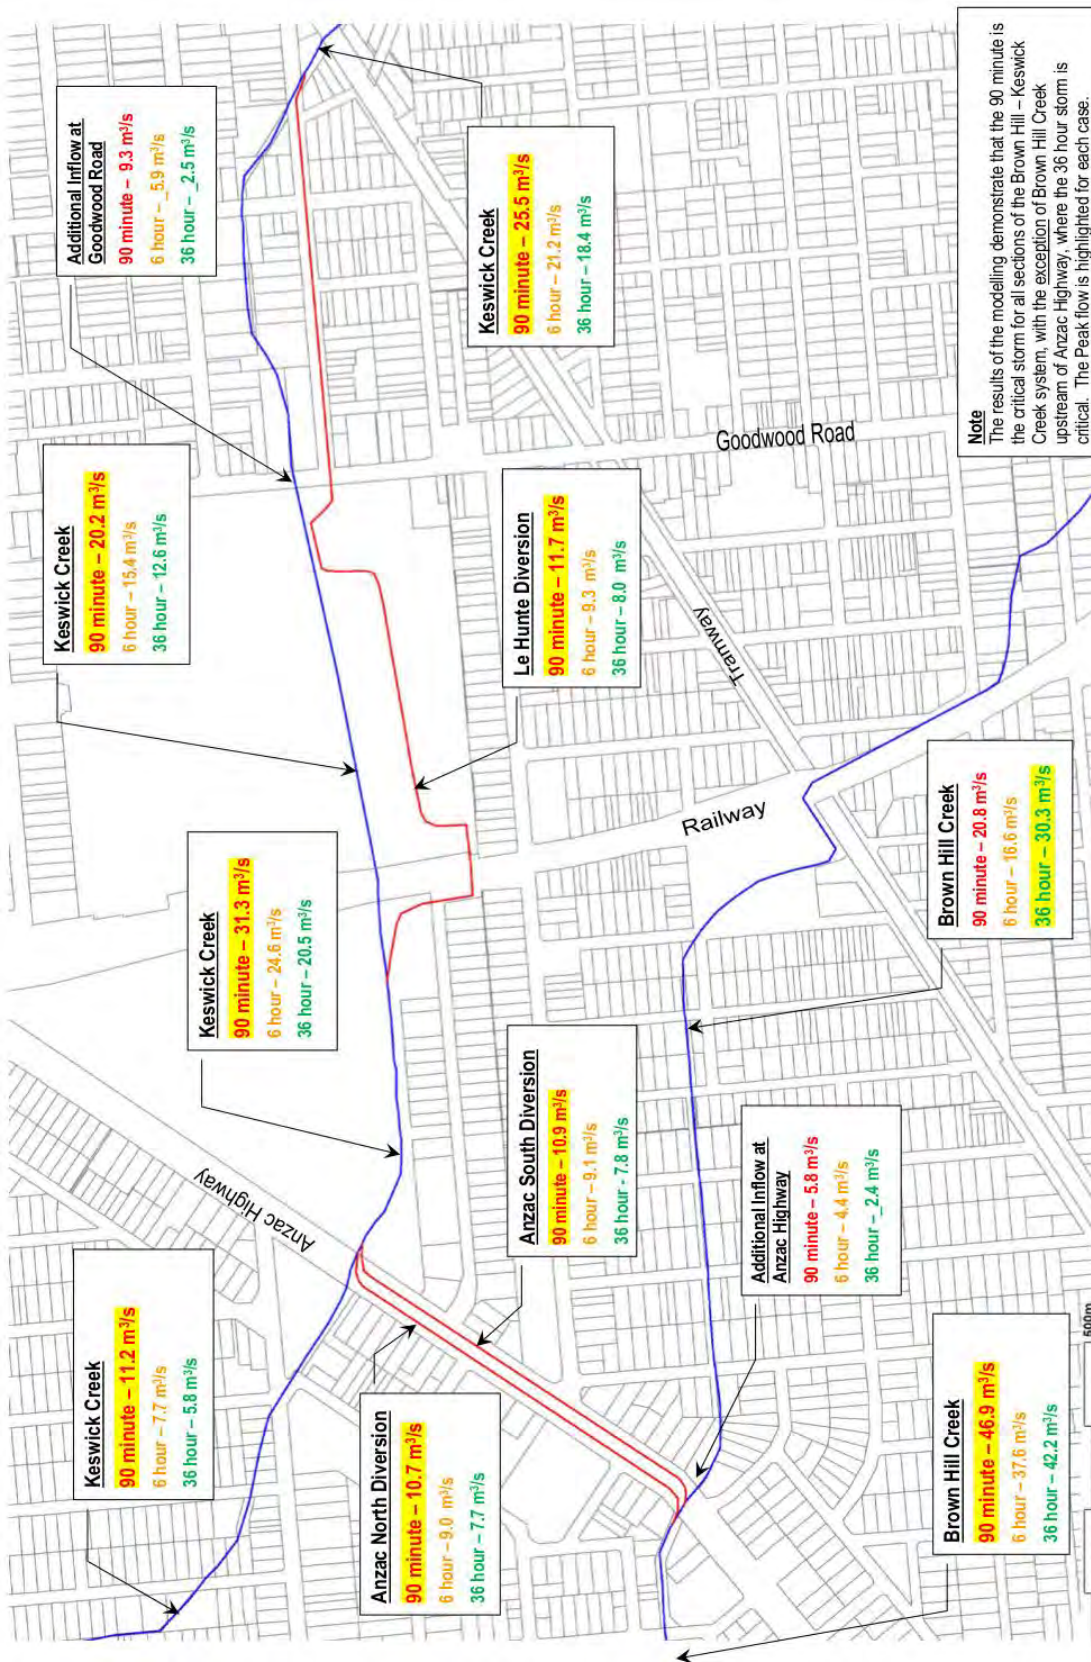 Keswick Creek
90 minute – 11.2 m³/s
6 hour – 7.7 m³/s
36 hour – 5.8 m³/s
Keswick Creek
90 minute – 31.3 m³/s
6 hour – 24.6 m³/s
36 hour – 20.5 m³/s
Keswick Creek
90 minute – 20.2 m³/s
6 hour – 15.4 m³/s
36 hour – 12.6 m³/s
Additional Inflow at
Goodwood Road
90 minute – 9.3 m³/s
6 hour – 5.9 m³/s
36 hour – 2.5 m³/s
Anzac Highway
Anzac North Diversion
90 minute – 10.7 m³/s
6 hour – 9.0 m³/s
36 hour – 7.7 m³/s
Anzac South Diversion
90 minute – 10.9 m³/s
6 hour – 9.1 m³/s
36 hour - 7.8 m³/s
Le Hunte Diversion
90 minute – 11.7 m³/s
6 hour – 9.3 m³/s
36 hour – 8.0 m³/s
Keswick Creek
90 minute – 25.5 m³/s
6 hour – 21.2 m³/s
36 hour – 18.4 m³/s
Railway
Tramway
Goodwood Road
Additional Inflow at
Anzac Highway
90 minute – 5.8 m³/s
6 hour – 4.4 m³/s
36 hour – 2.4 m³/s
Brown Hill Creek
90 minute – 46.9 m³/s
6 hour – 37.6 m³/s
36 hour – 42.2 m³/s
Brown Hill Creek
90 minute – 20.8 m³/s
6 hour – 16.6 m³/s
36 hour – 30.3 m³/s
Note
The results of the modelling demonstrate that the 90 minute is
the critical storm for all sections of the Brown Hill – Keswick
Creek system, with the exception of Brown Hill Creek
upstream of Anzac Highway, where the 36 hour storm is
critical. The Peak flow is highlighted for each case.
500m